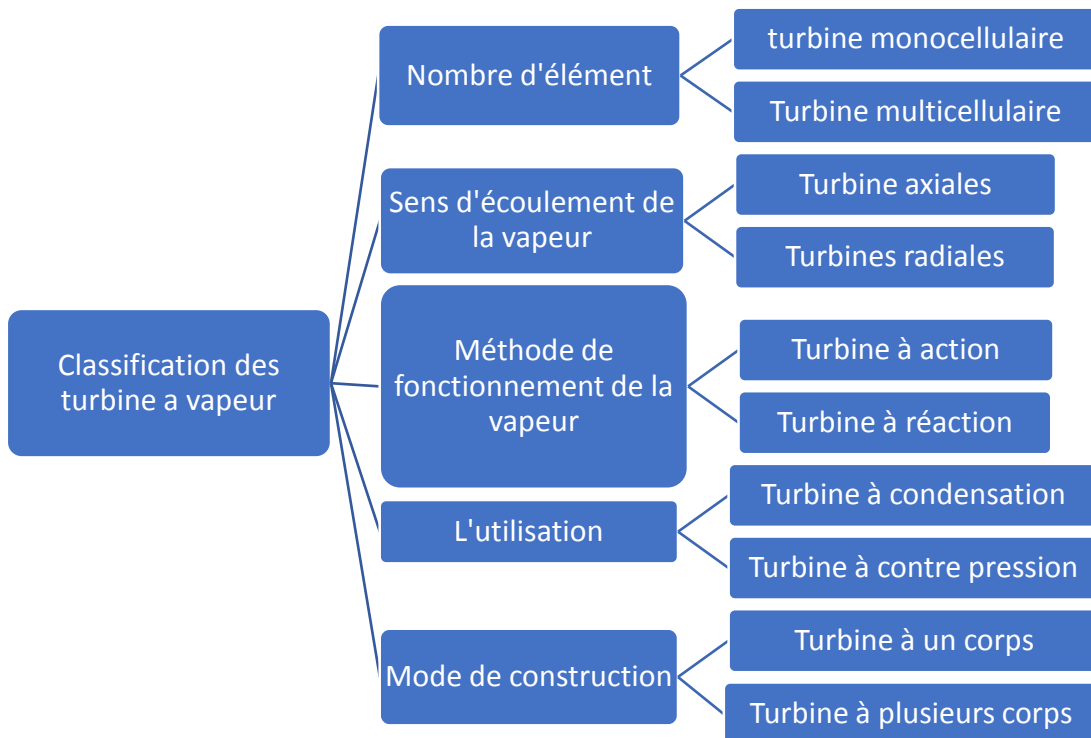 Classification des
turbine a vapeur
Nombre d'élément
turbine monocellulaire
Turbine multicellulaire
Sens d'écoulement de
la vapeur
Turbine axiales
Turbines radiales
Méthode de
fonctionnement de la
vapeur
Turbine à action
Turbine à réaction
L'utilisation
Turbine à condensation
Turbine à contre pression
Mode de construction
Turbine à un corps
Turbine à plusieurs corps